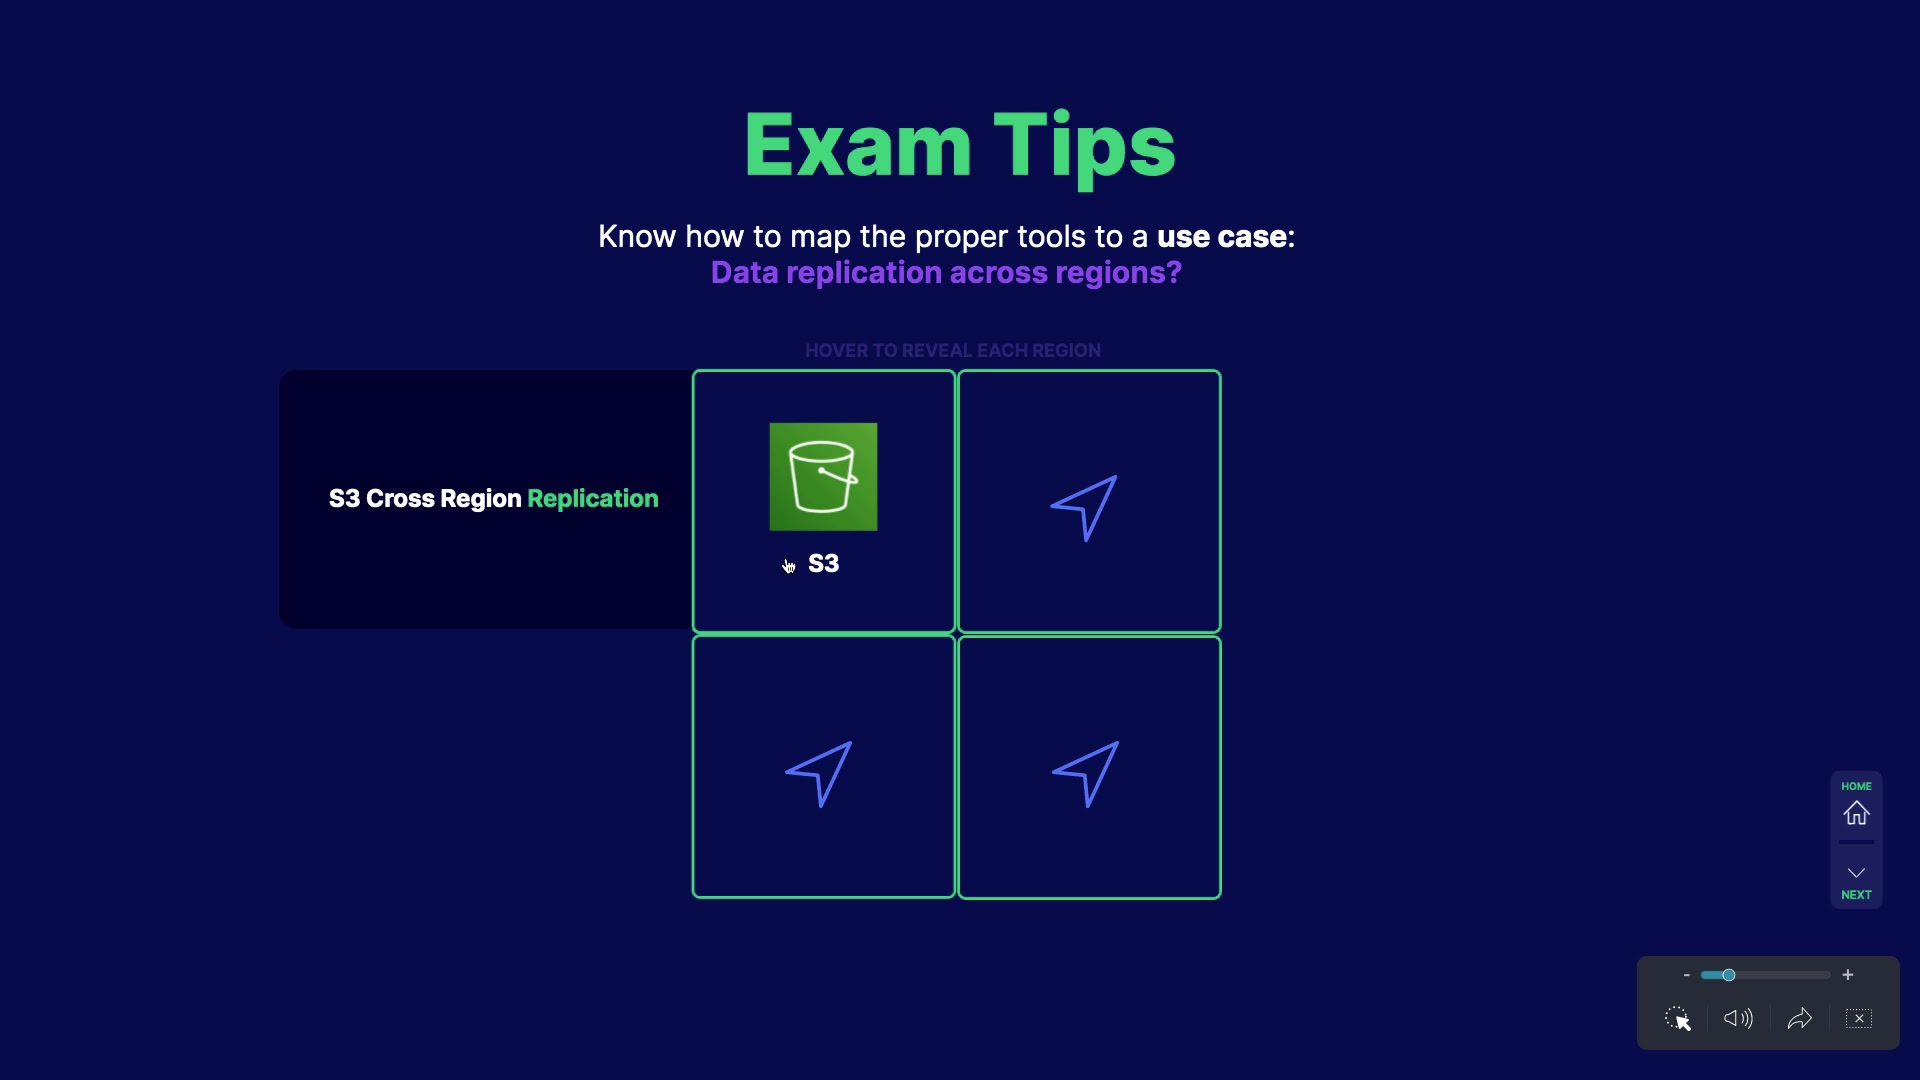 Exam Tips
Know how to map the proper tools to a use case:
Data replication across regions?
HOVER TO REVEAL EACH REGION
S3 Cross Region Replication
S3
HOME
NEXT
- +